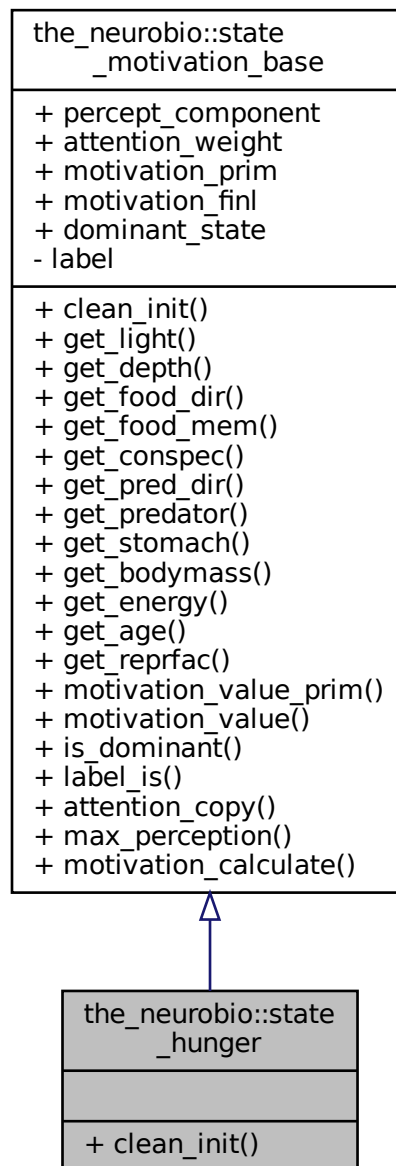 the_neurobio::state
_motivation_base
+ percept_component
+ attention_weight
+ motivation_prim
+ motivation_finl
+ dominant_state
- label
+ clean_init()
+ get_light()
+ get_depth()
+ get_food_dir()
+ get_food_mem()
+ get_conspec()
+ get_pred_dir()
+ get_predator()
+ get_stomach()
+ get_bodymass()
+ get_energy()
+ get_age()
+ get_reprfac()
+ motivation_value_prim()
+ motivation_value()
+ is_dominant()
+ label_is()
+ attention_copy()
+ max_perception()
+ motivation_calculate()
the_neurobio::state
_hunger
+ clean_init()